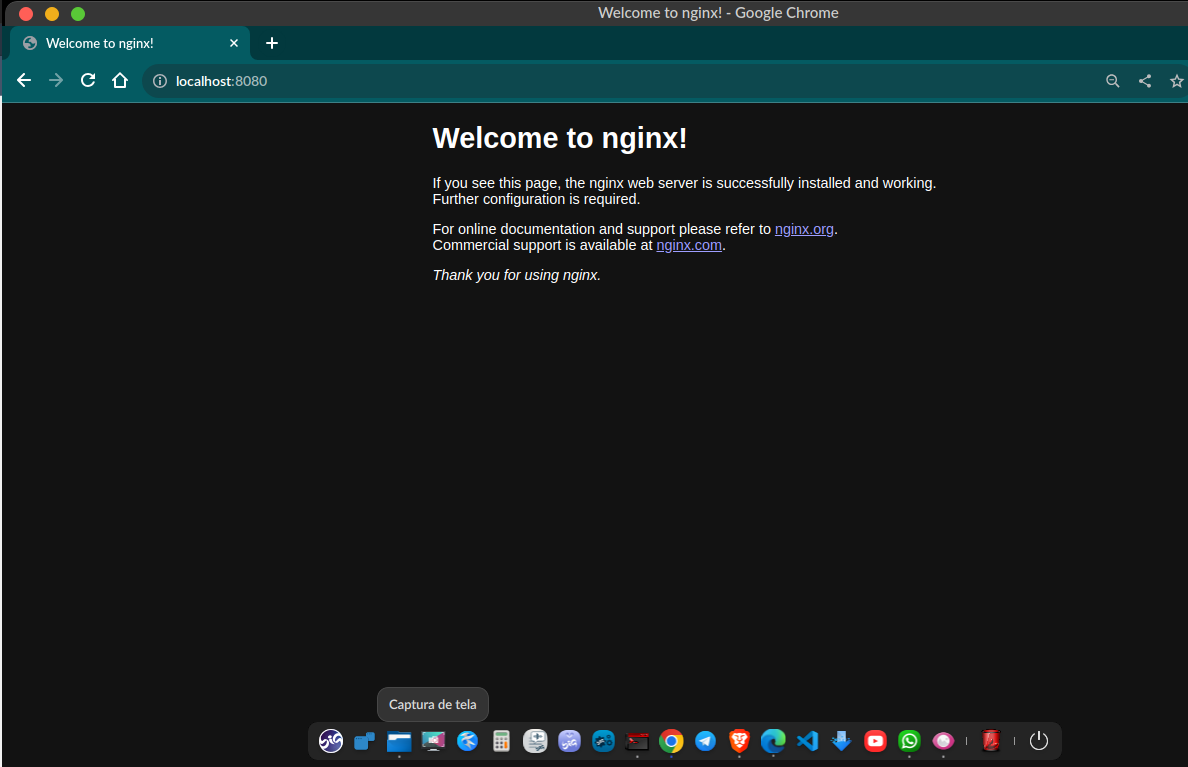 Welcome to nginx! - Google Chrome
Welcome to nginx!
localhost:8080
Welcome to nginx!
If you see this page, the nginx web server is successfully installed and working.
Further configuration is required.
For online documentation and support please refer to nginx.org.
Commercial support is available at nginx.com.
Thank you for using nginx.
Captura de tela